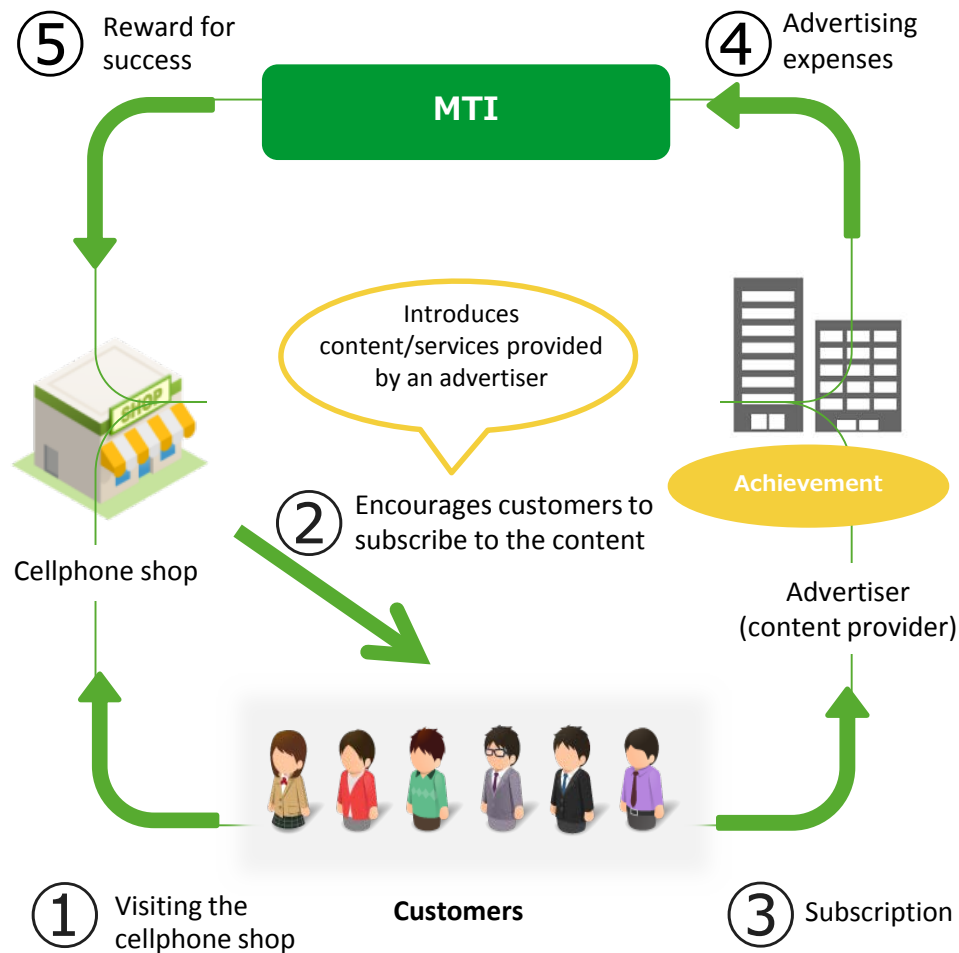 ⑤ Reward for
success
④ Advertising
expenses
MTI
Introduces
content/services provided
by an advertiser
SHOP
Achievement
② Encourages customers to
subscribe to the content
Cellphone shop
Advertiser
(content provider)
① Visiting the
cellphone shop
Customers
③ Subscription